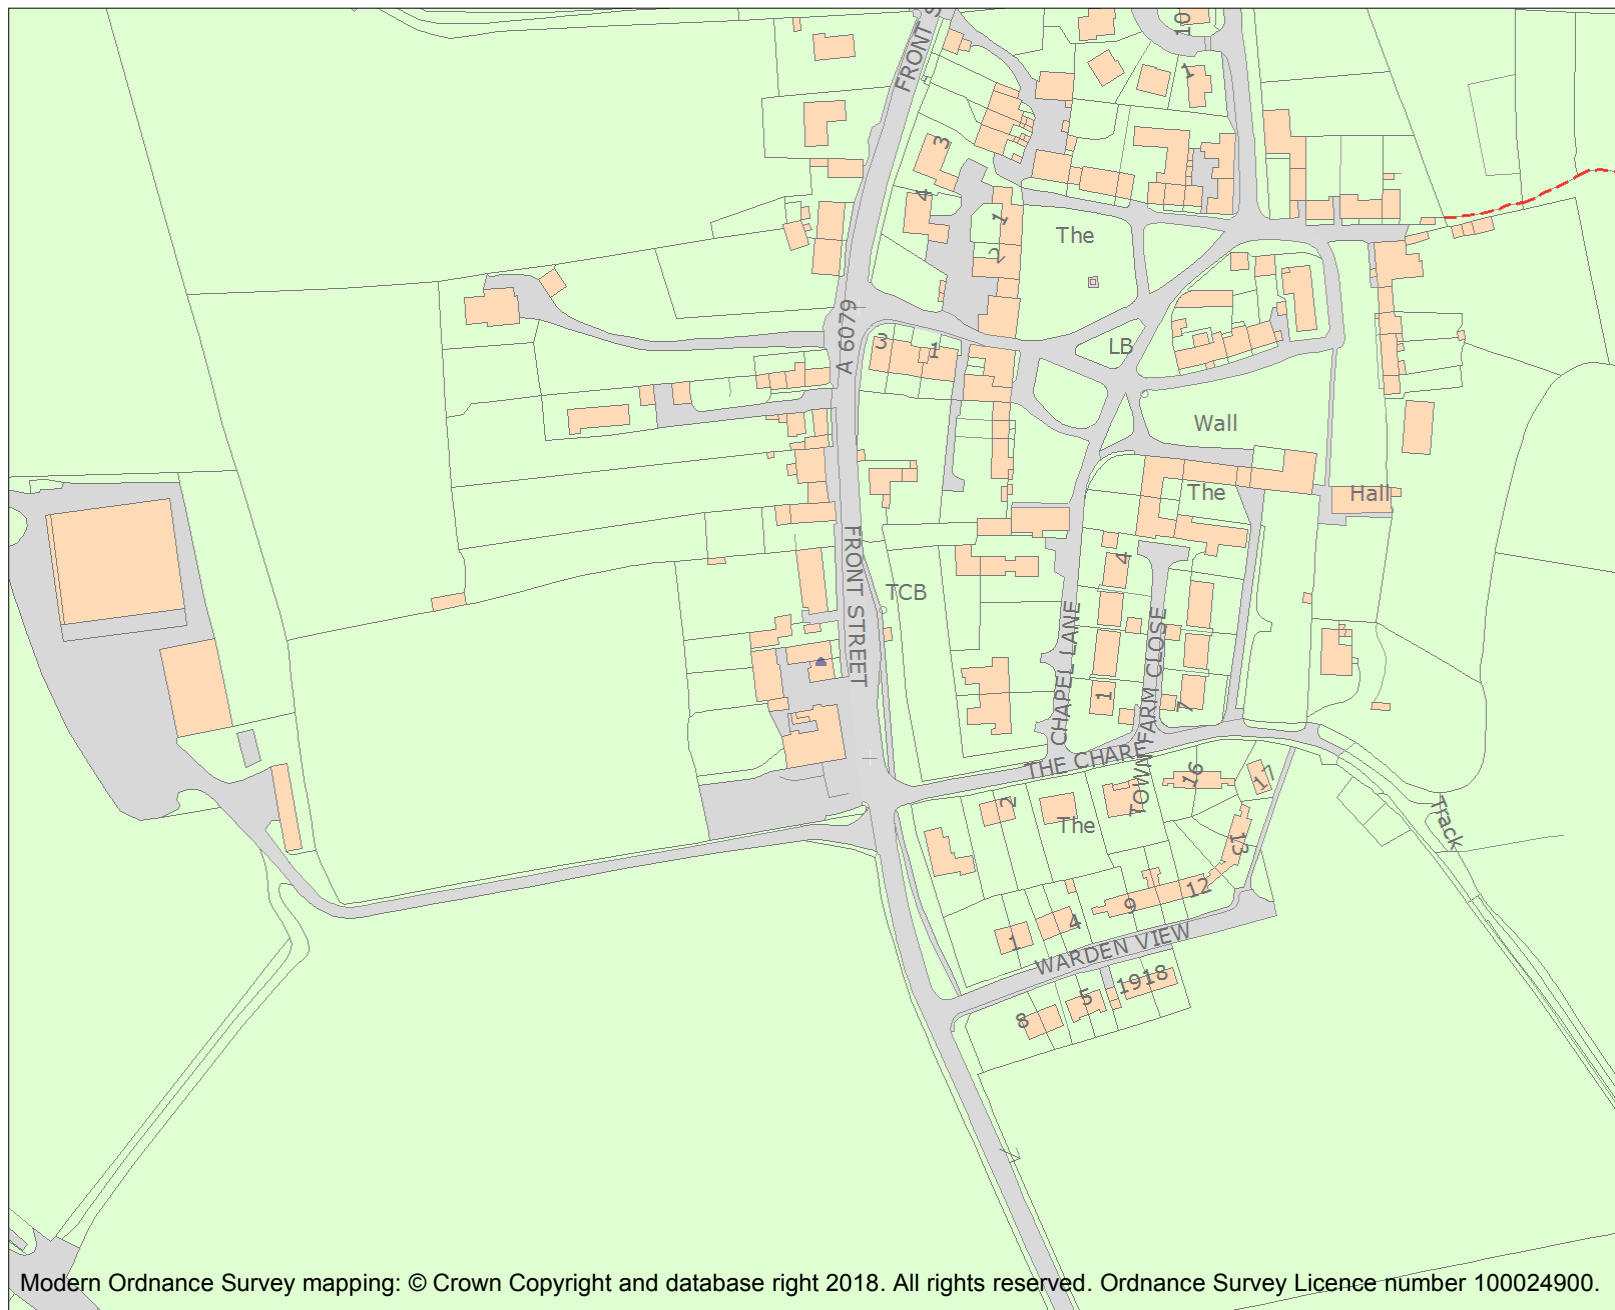 FRONT S
10
1
3
4
1
2
The
A 6079
3
1
LB
Wall
The
Hall
FRONT STREET
TCB
4
CHAPEL LANE
TOWN FARM CLOSE
1
7
THE CHARE
16
17
2
The
Track
13
12
9
4
1
WARDEN VIEW
1918
5
8
Modern Ordnance Survey mapping: © Crown Copyright and database right 2018. All rights reserved. Ordnance Survey Licence number 100024900.